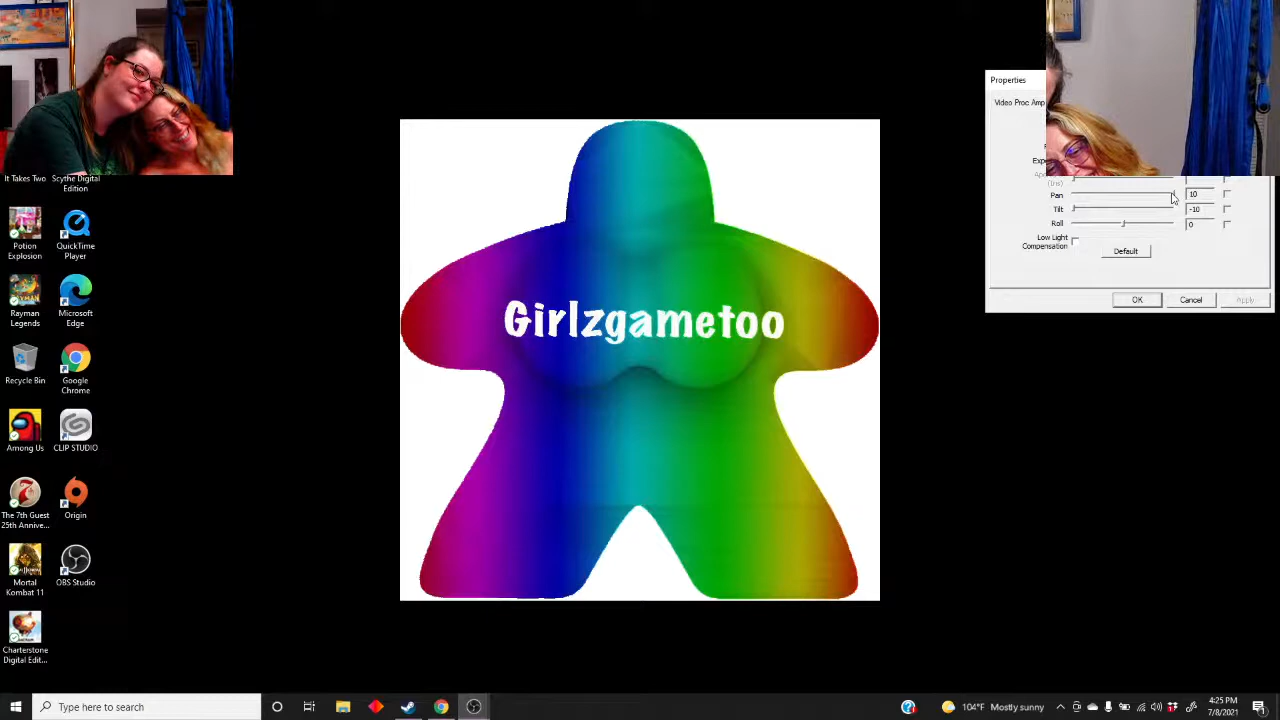 It Takes Two
Scythe Digital
Edition
Potion
Explosion
QuickTime
Player
Rayman
Legends
Microsoft
Edge
Recycle Bin
Google
Chrome
Among Us
CLIP STUDIO
The 7th Guest
25th Annive...
Origin
Mortal
Kombat 11
OBS Studio
Charterstone
Digital Edit...
Girlzgametoo
Properties
Video Proc Amp
(Iris)
Pan
10
Tilt
-10
Roll
0
Low Light
Compensation
Default
OK
Cancel
Apply
Type here to search
104°F Mostly sunny
4:25 PM
7/8/2021